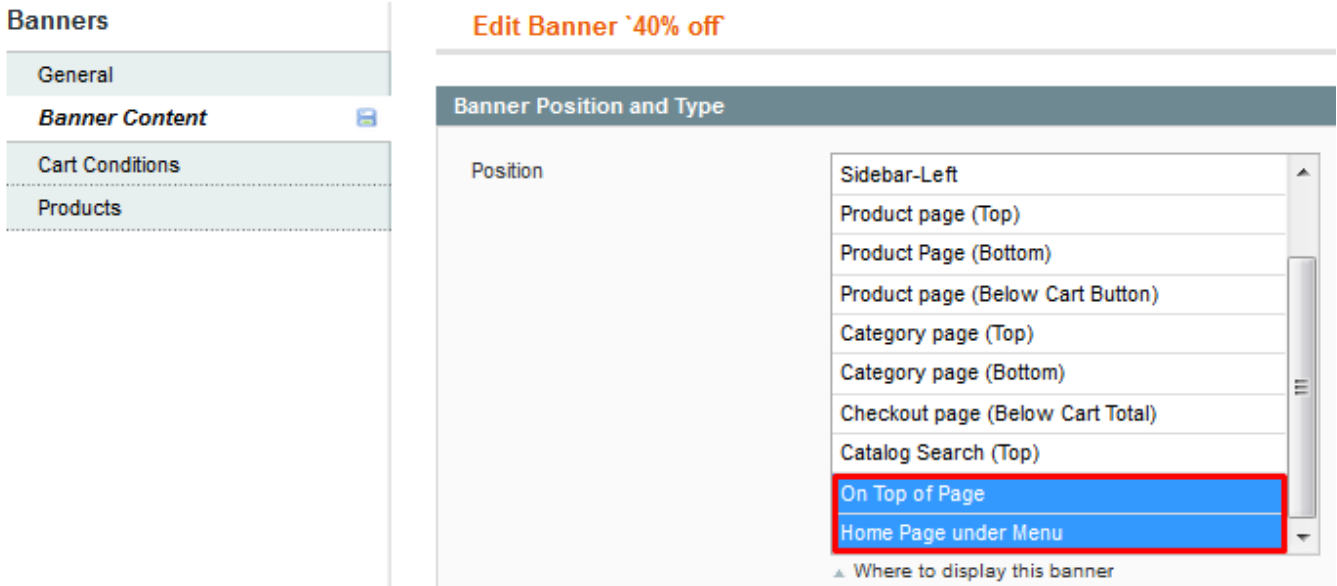 Banners
General
Banner Content
Cart Conditions
Products
Edit Banner `40% off`
Banner Position and Type
Position
Sidebar-Left
Product page (Top)
Product Page (Bottom)
Product page (Below Cart Button)
Category page (Top)
Category page (Bottom)
Checkout page (Below Cart Total)
Catalog Search (Top)
On Top of Page
Home Page under Menu
Where to display this banner